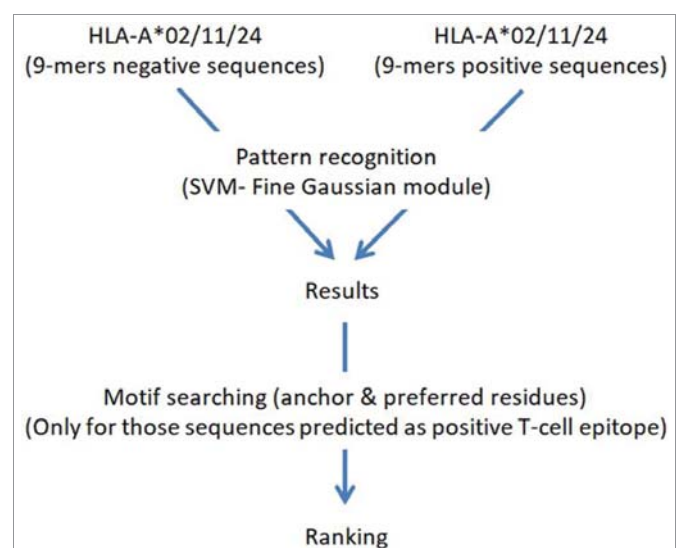 HLA-A*02/11/24
(9-mers negative sequences)
HLA-A*02/11/24
(9-mers positive sequences)
Pattern recognition
(SVM- Fine Gaussian module)
Results
Motif searching (anchor & preferred residues)
(Only for those sequences predicted as positive T-cell epitope)
Ranking